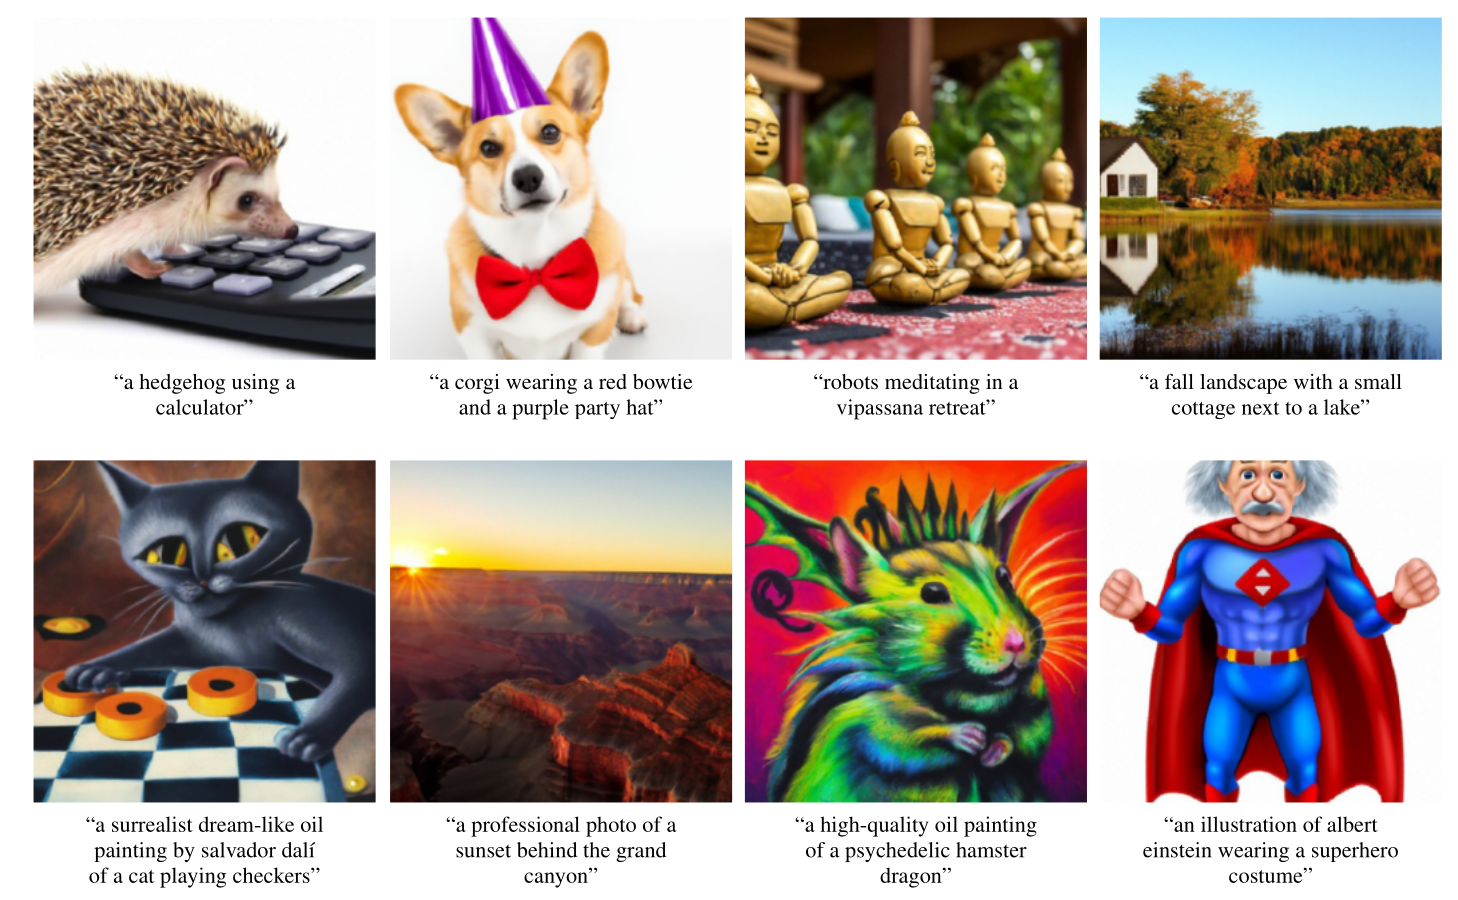 “a hedgehog using a
calculator”
“a corgi wearing a red bowtie
and a purple party hat”
“robots meditating in a
vipassana retreat”
“a fall landscape with a small
cottage next to a lake”
“a surrealist dream-like oil
painting by salvador dalí
of a cat playing checkers”
“a professional photo of a
sunset behind the grand
canyon”
“a high-quality oil painting
of a psychedelic hamster
dragon”
“an illustration of albert
einstein wearing a superhero
costume”